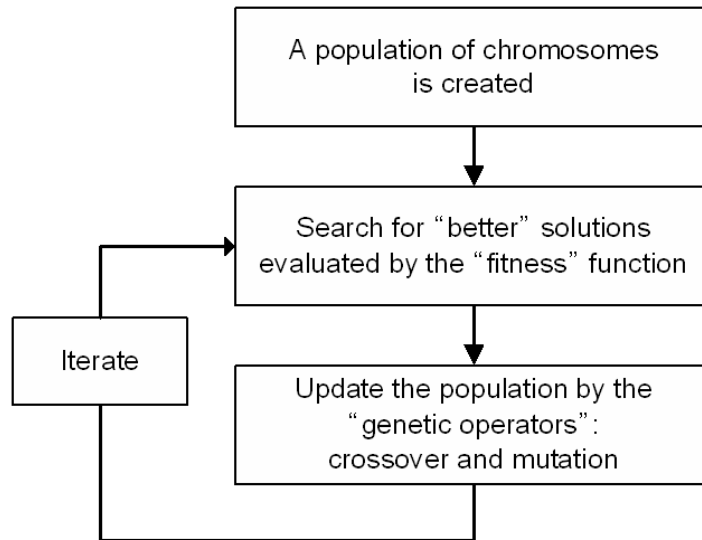 A population of chromosomes
is created
Search for “better” solutions
evaluated by the “fitness” function
Iterate
Update the population by the
“genetic operators”:
crossover and mutation